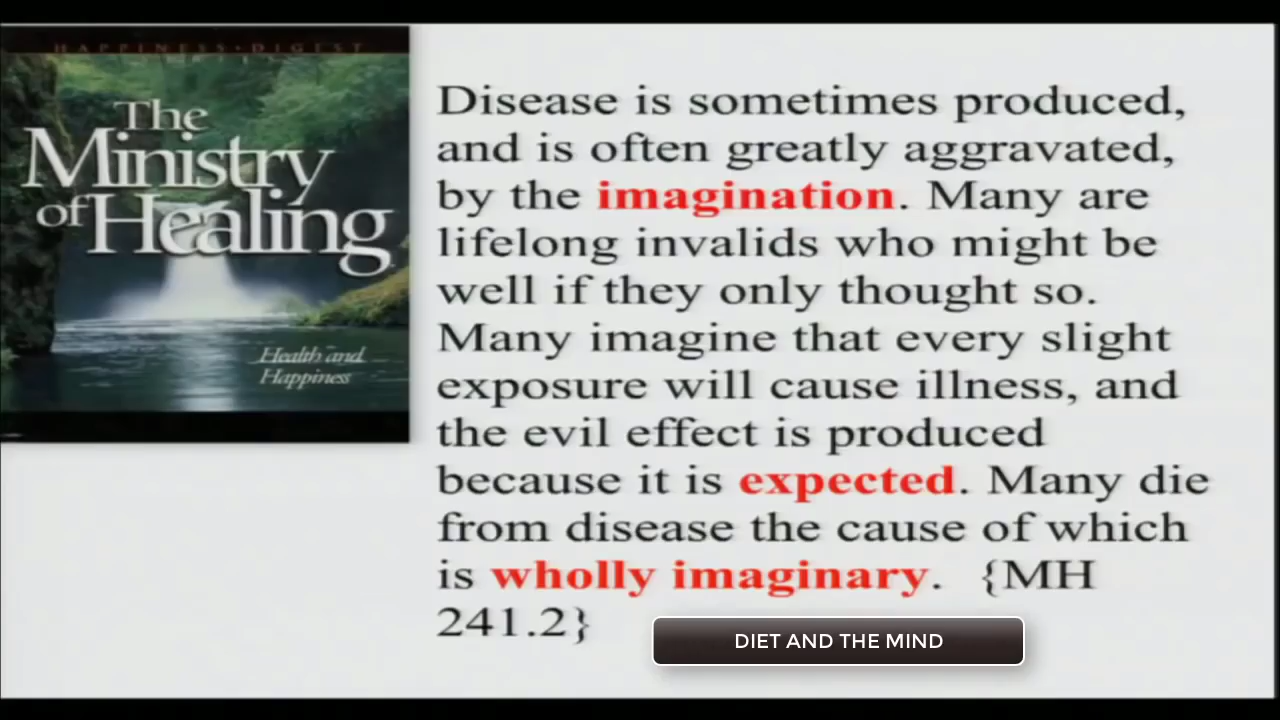 HAPPINESS • DIGEST
The
Ministry
of Healing
Health and
Happiness
Disease is sometimes produced,
and is often greatly aggravated,
by the imagination. Many are
lifelong invalids who might be
well if they only thought so.
Many imagine that every slight
exposure will cause illness, and
the evil effect is produced
because it is expected. Many die
from disease the cause of which
is wholly imaginary. {MH
241.2}
DIET AND THE MIND